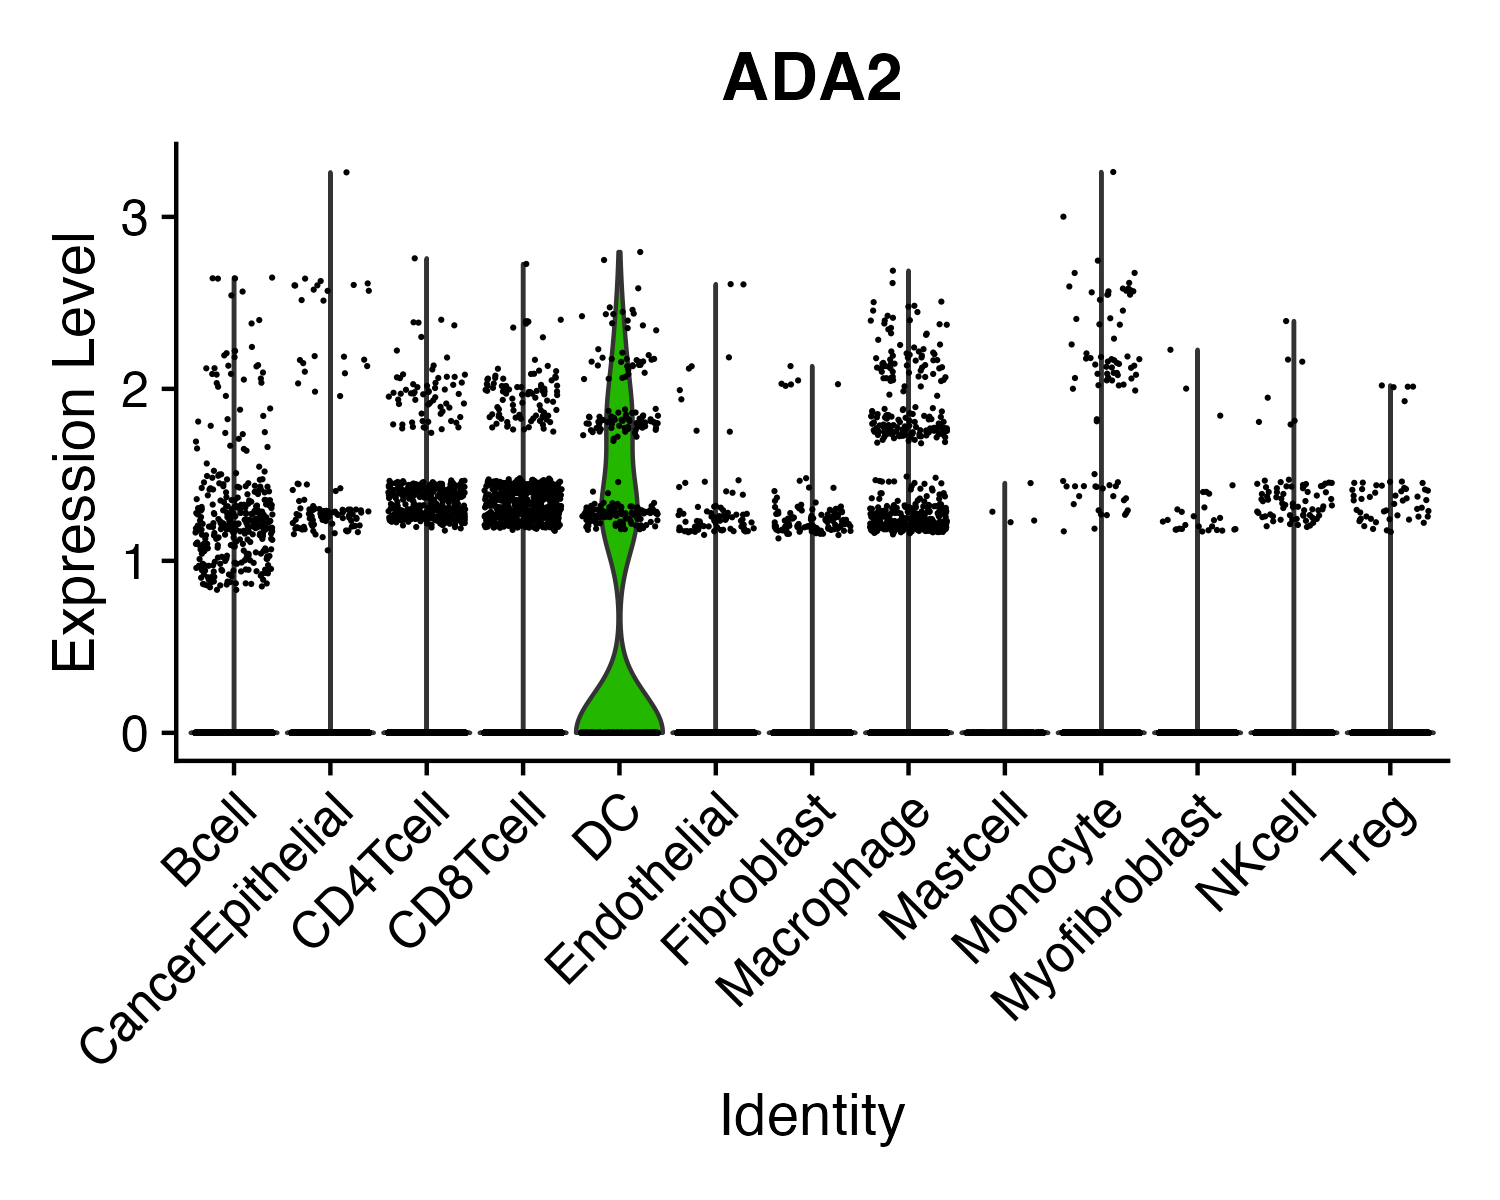 ADA2
Expression Level
3
2
1
0
Bcell
CancerEpithelial
CD4Tcell
CD8Tcell
DC
Endothelial
Fibroblast
Macrophage
Mastcell
Monocyte
Myofibroblast
NKcell
Treg
Identity